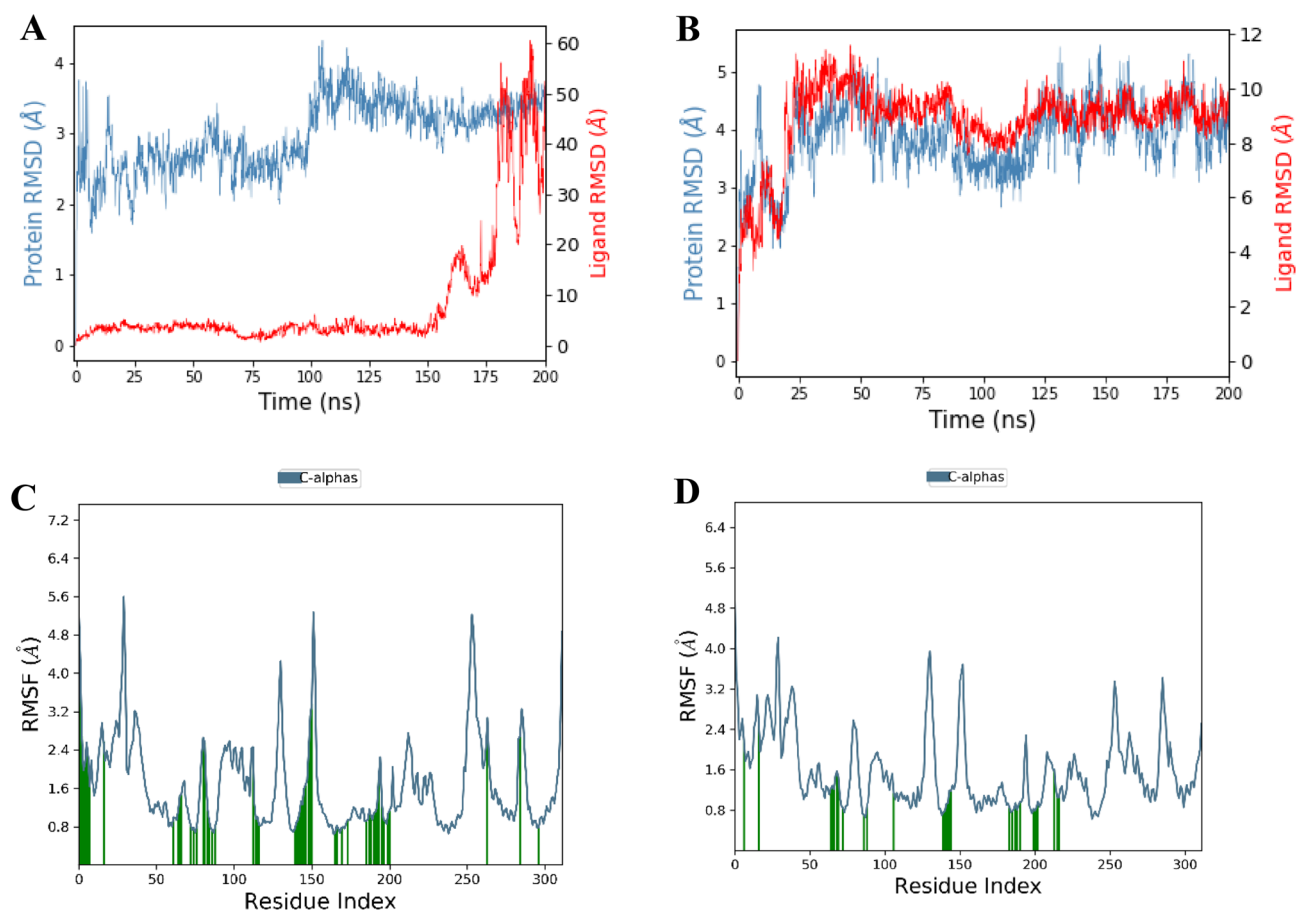 A
B
Protein RMSD (Å)
4
3
2
1
0
60
50
40
30
20
10
0
Ligand RMSD (Å)
0 25 50 75 100 125 150 175 200
Time (ns)
Protein RMSD (Å)
5
4
3
2
1
0
12
10
8
6
4
2
0
Ligand RMSD (Å)
0 25 50 75 100 125 150 175 200
Time (ns)
C
C-alphas
RMSF (Å)
7.2
6.4
5.6
4.8
4.0
3.2
2.4
1.6
0.8
0 50 100 150 200 250 300
Residue Index
D
C-alphas
RMSF (Å)
6.4
5.6
4.8
4.0
3.2
2.4
1.6
0.8
0 50 100 150 200 250 300
Residue Index